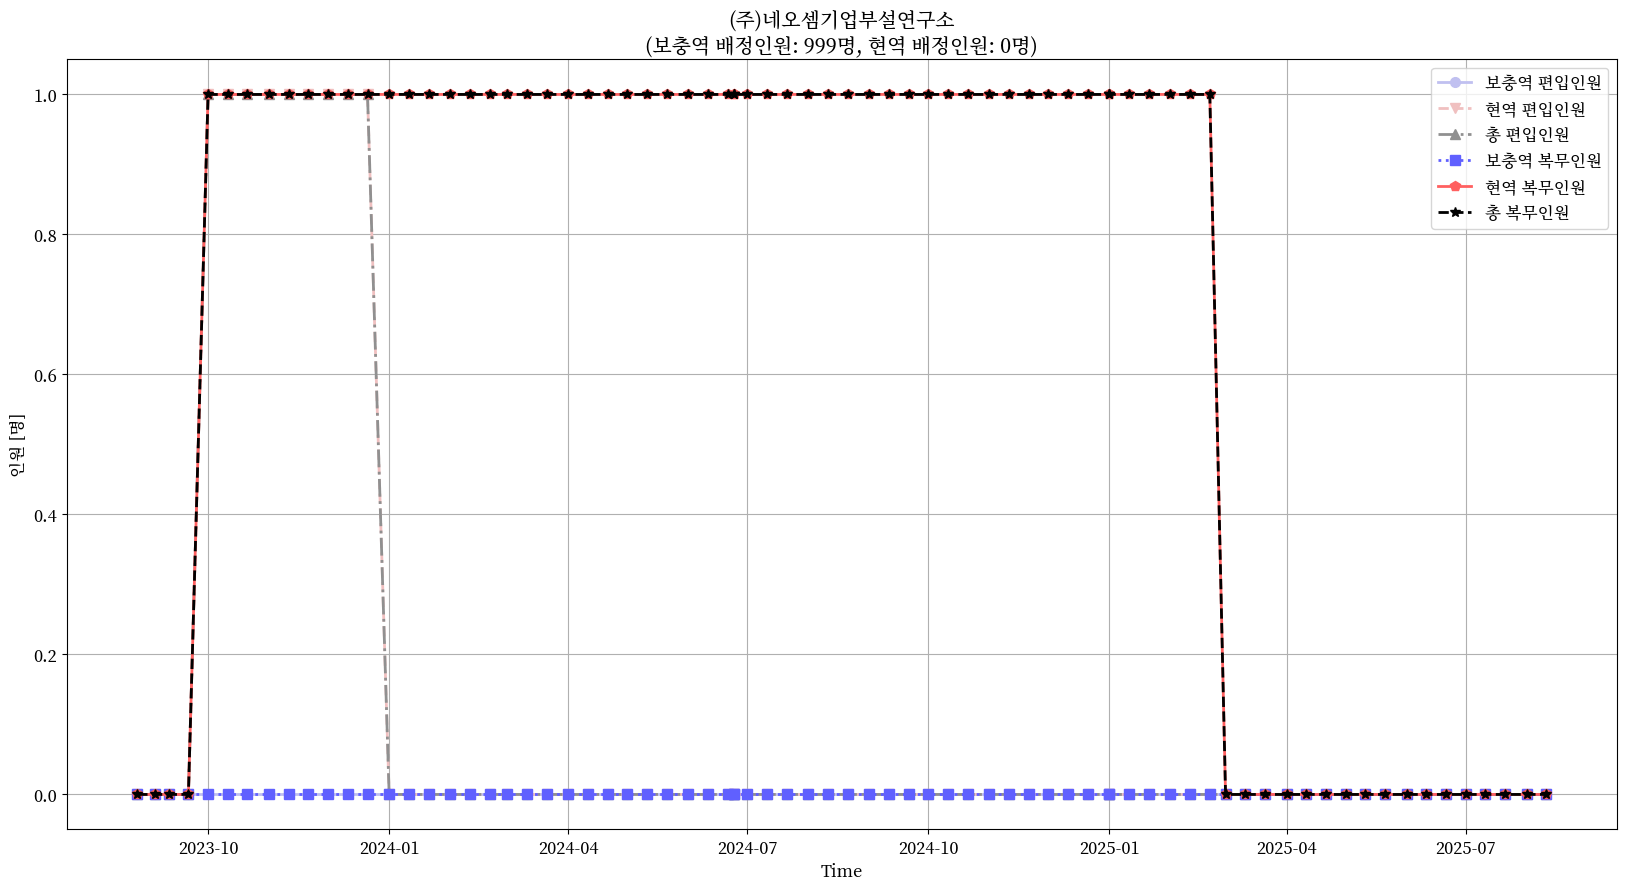 (주)네오셈기업부설연구소
(보충역 배정인원: 999명, 현역 배정인원: 0명)
보충역 편입인원
현역 편입인원
총 편입인원
보충역 복무인원
현역 복무인원
총 복무인원
인원 [명]
1.0
0.8
0.6
0.4
0.2
0.0
2023-10
2024-01
2024-04
2024-07
2024-10
2025-01
2025-04
2025-07
Time